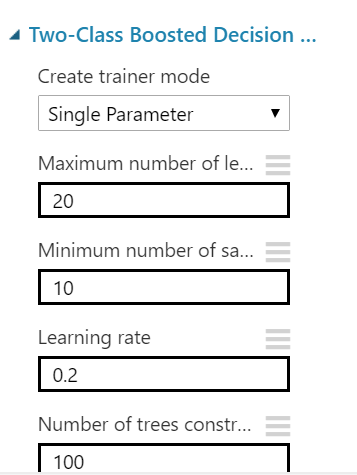 Two-Class Boosted Decision ...
Create trainer mode
Single Parameter
Maximum number of le...
20
Minimum number of sa...
10
Learning rate
0.2
Number of trees constr...
100